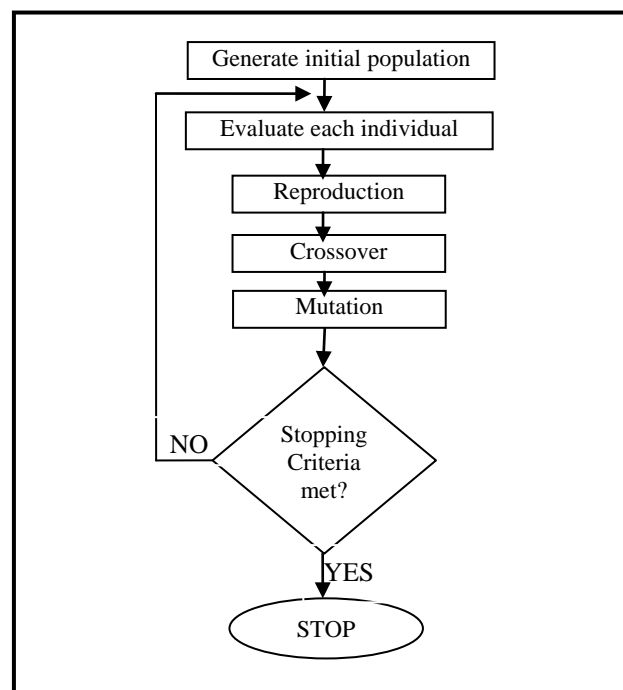 Generate initial population
Evaluate each individual
Reproduction
Crossover
Mutation
Stopping
Criteria
met?
NO
YES
STOP